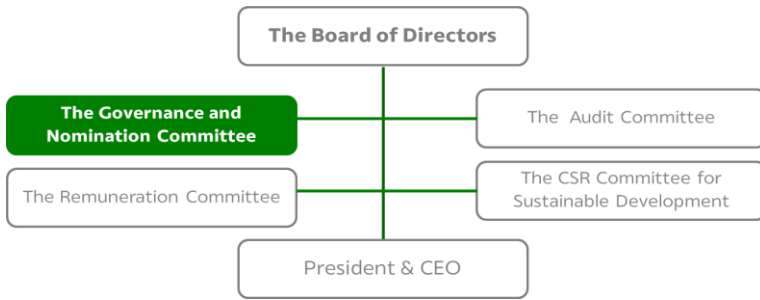 The Board of Directors
The Governance and
Nomination Committee
The Audit Committee
The Remuneration Committee
The CSR Committee for
Sustainable Development
President & CEO